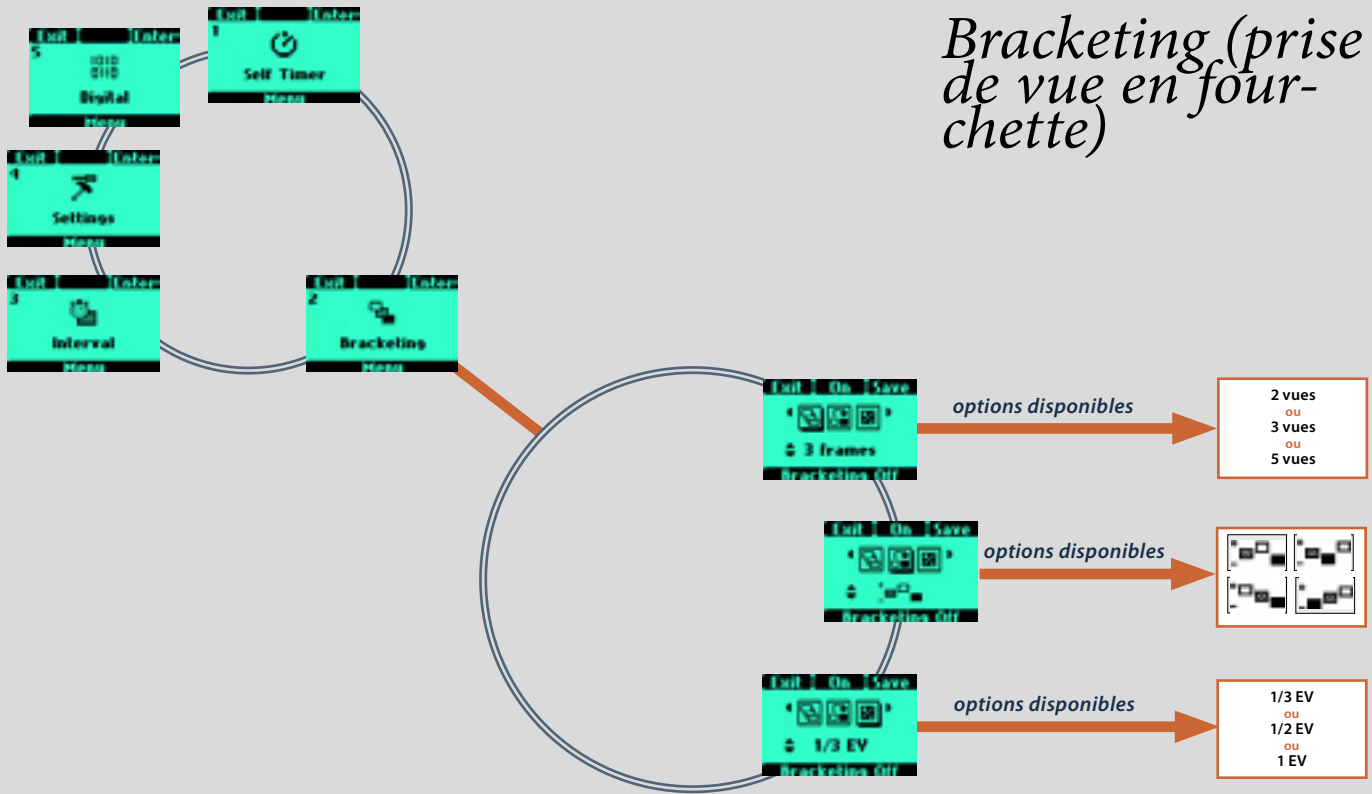 Bracketing (prise
de vue en four-
chette)
Exit Enter
1
Self Timer
Menu
Exit Enter
5
1010
0110
Digital
Menu
Exit Enter
4
Settings
Menu
Exit Enter
3
Interval
Menu
Exit Enter
2
Bracketing
Menu
Exit On Save
3 frames
Bracketing Off
options disponibles
2 vues
ou
3 vues
ou
5 vues
Exit On Save
Bracketing Off
options disponibles
Exit On Save
1/3 EV
Bracketing Off
options disponibles
1/3 EV
ou
1/2 EV
ou
1 EV